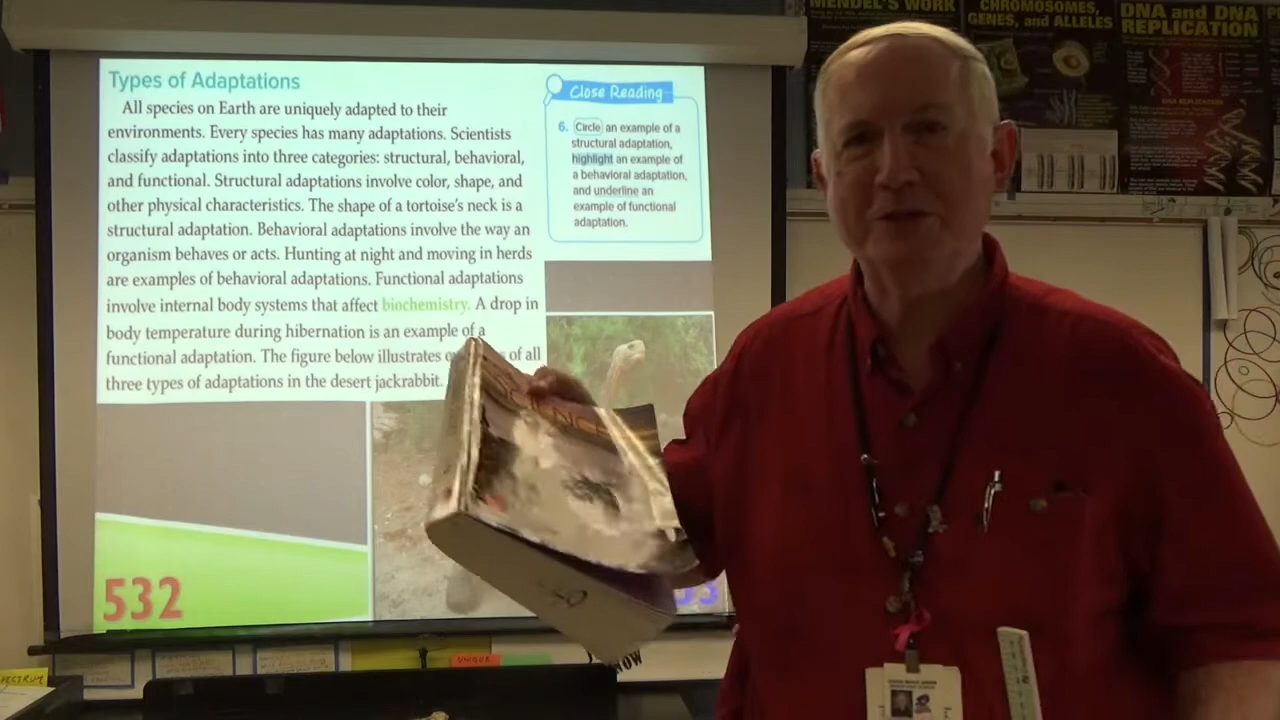 MENDEL'S WORK
CHROMOSOMES,
GENES, and ALLELES
DNA and DNA
REPLICATION
Types of Adaptations
All species on Earth are uniquely adapted to their
environments. Every species has many adaptations. Scientists
classify adaptations into three categories: structural, behavioral,
and functional. Structural adaptations involve color, shape, and
other physical characteristics. The shape of a tortoise's neck is a
structural adaptation. Behavioral adaptations involve the way an
organism behaves or acts. Hunting at night and moving in herds
are examples of behavioral adaptations. Functional adaptations
involve internal body systems that affect biochemistry. A drop in
body temperature during hibernation is an example of a
functional adaptation. The figure below illustrates of all
three types of adaptations in the desert jackrabbit.
Close Reading
6. Circle an example of a
structural adaptation,
highlight an example of
a behavioral adaptation,
and underline an
example of functional
adaptation.
DNA REPLICATION
SCIENCE
532
UNIQUE